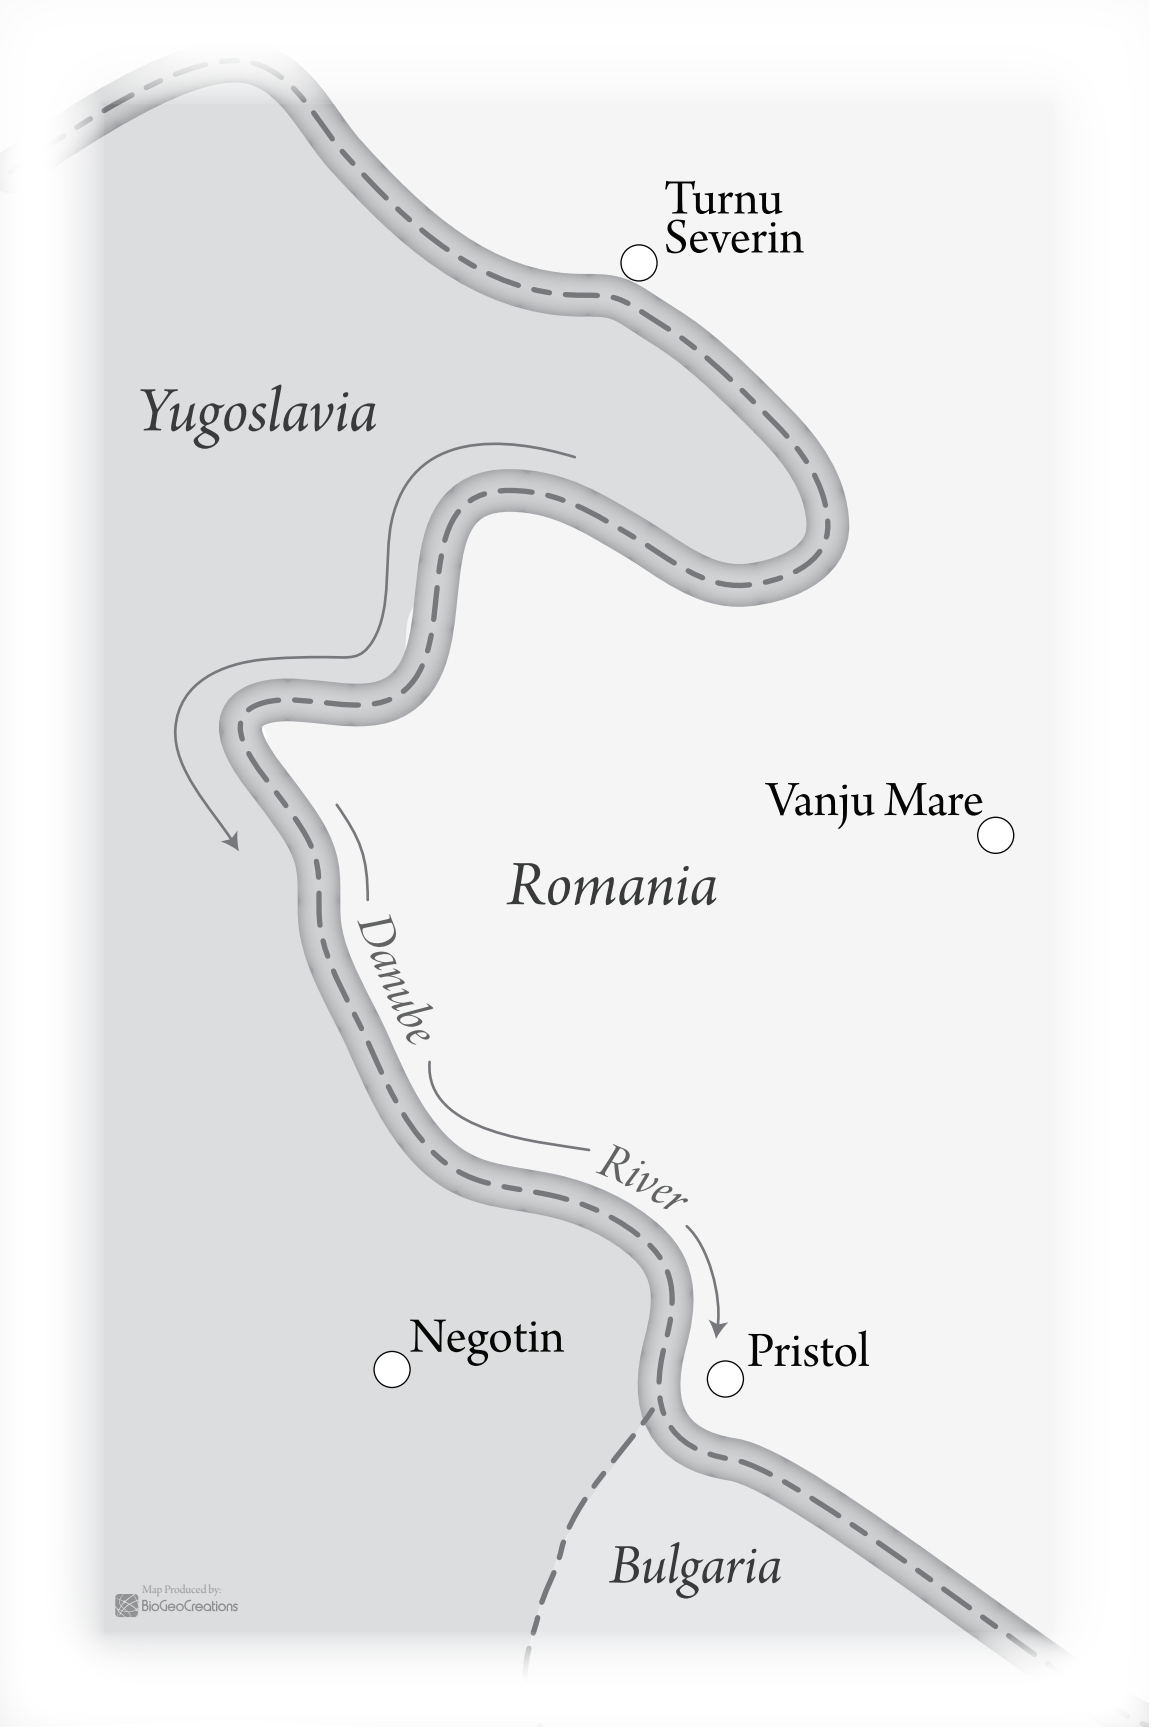 Turnu
Severin
Yugoslavia
Vanju Mare
Romania
Danube
River
Negotin
Pristol
Bulgaria
Map Produced by:
BioGeoCreations